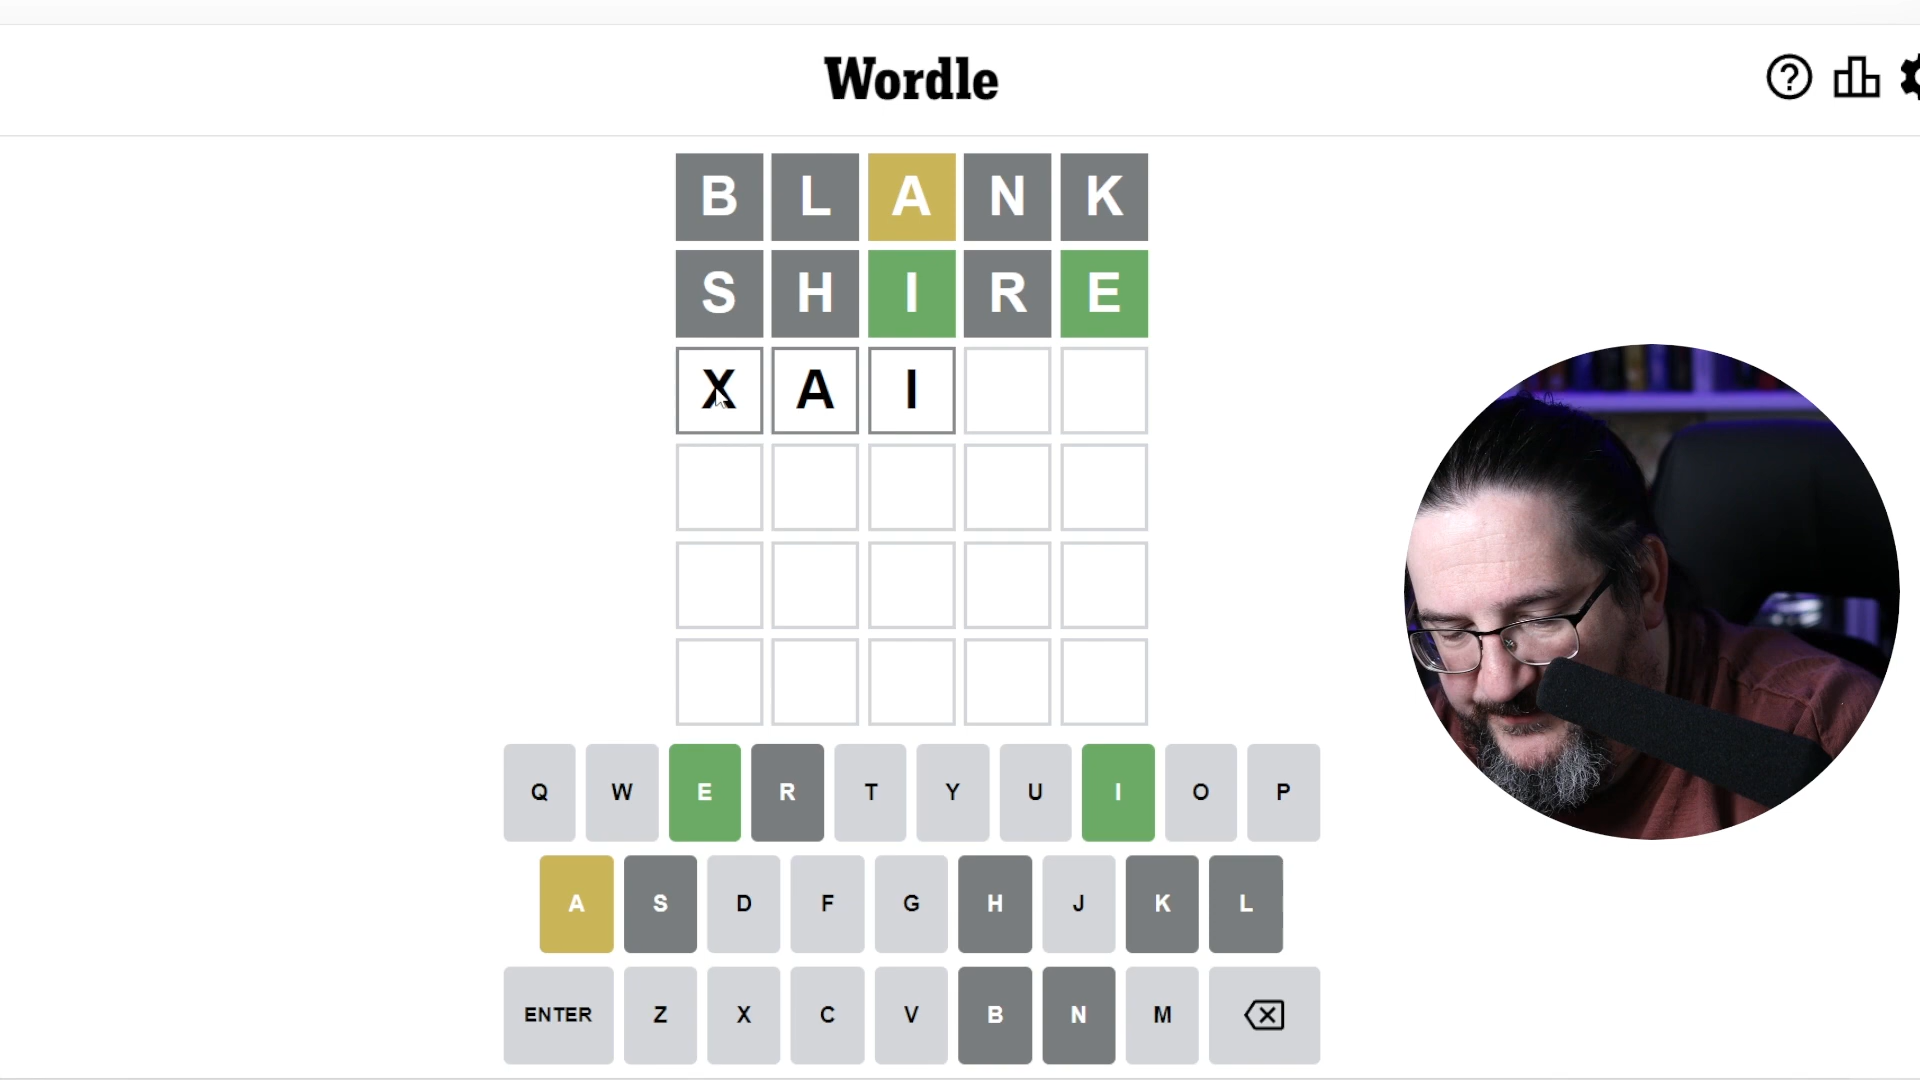 Wordle
B L A N K
S H I R E
X A I
Q W E R T Y U I O P
A S D F G H J K L
ENTER Z X C V B N M